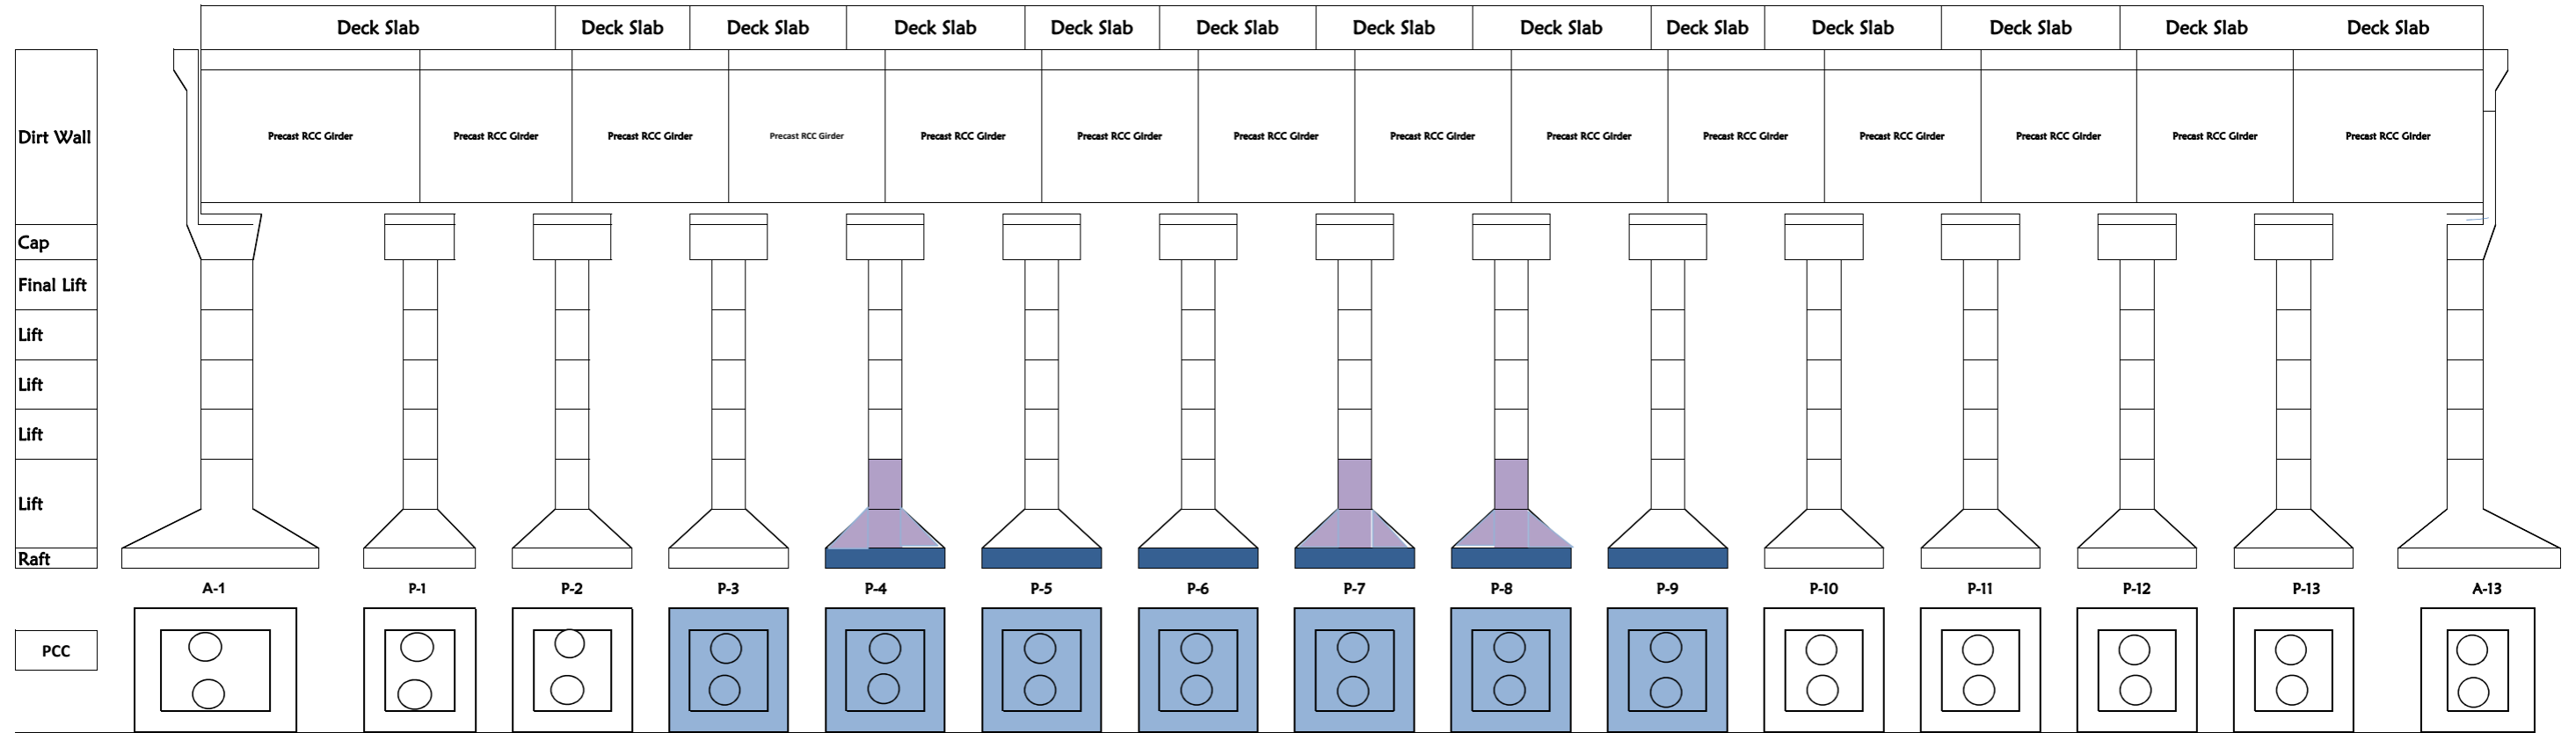 Deck Slab Deck Slab Deck Slab Deck Slab Deck Slab Deck Slab Deck Slab Deck Slab Deck Slab Deck Slab Deck Slab Deck Slab Deck Slab
Dirt Wall Precast RCC Girder Precast RCC Girder Precast RCC Girder Precast RCC Girder Precast RCC Girder Precast RCC Girder Precast RCC Girder Precast RCC Girder Precast RCC Girder Precast RCC Girder Precast RCC Girder Precast RCC Girder Precast RCC Girder Precast RCC Girder
Cap
Final Lift
Lift
Lift
Lift
Lift
Raft
A-1 P-1 P-2 P-3 P-4 P-5 P-6 P-7 P-8 P-9 P-10 P-11 P-12 P-13 A-13
PCC